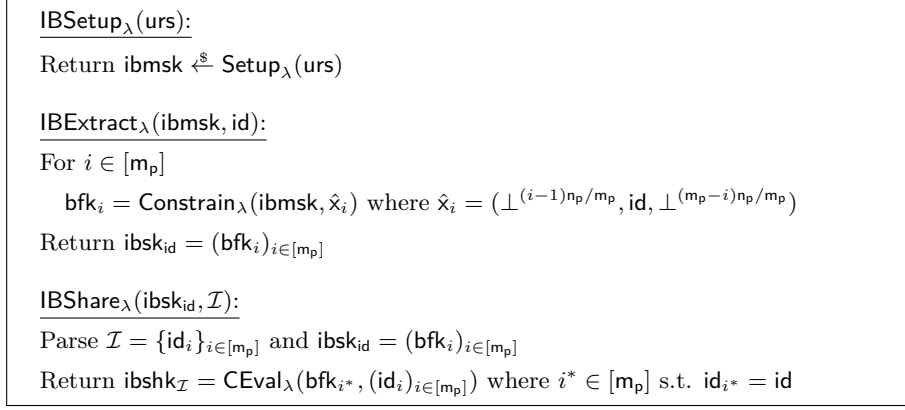 IBSetup_λ(urs):
Return ibmsk ←$ Setup_λ(urs)
IBExtract_λ(ibmsk, id):
For i ∈ [m_p]
bfk_i = Constrain_λ(ibmsk, x̂_i) where x̂_i = (⊥^{(i−1)n_p/m_p}, id, ⊥^{(m_p−i)n_p/m_p})
Return ibsk_id = (bfk_i)_{i∈[m_p]}
IBShare_λ(ibsk_id, ℐ):
Parse ℐ = {id_i}_{i∈[m_p]} and ibsk_id = (bfk_i)_{i∈[m_p]}
Return ibshk_ℐ = CEval_λ(bfk_{i*}, (id_i)_{i∈[m_p]}) where i* ∈ [m_p] s.t. id_{i*} = id